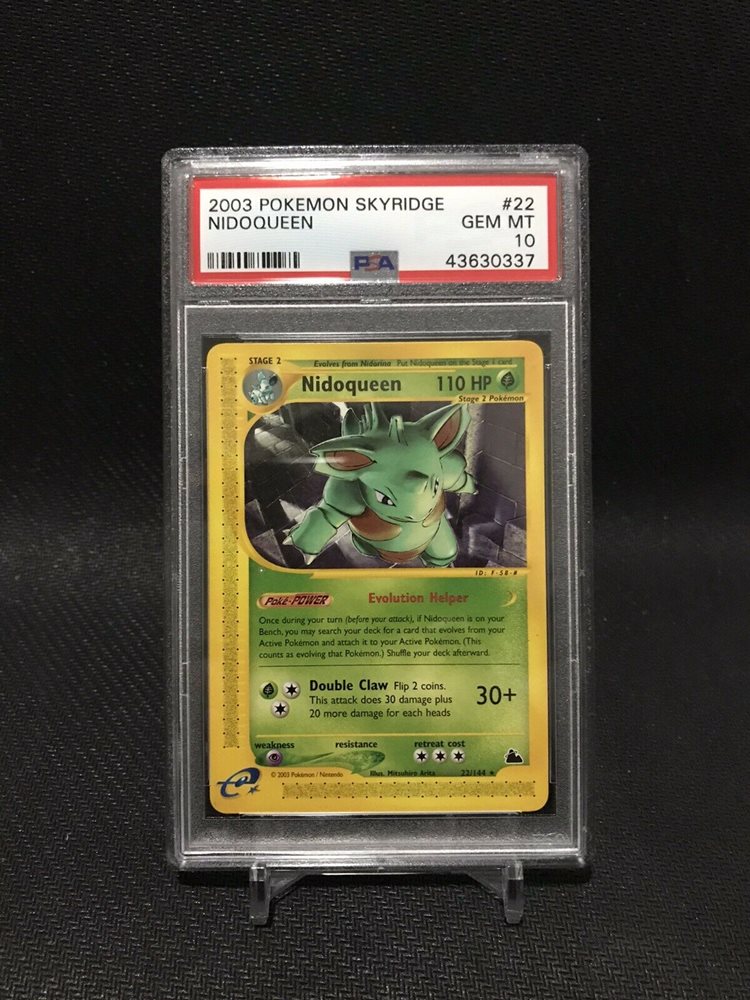 2003 POKEMON SKYRIDGE #22
NIDOQUEEN GEM MT
10
PSA 43630337
STAGE 2 Evolves from Nidorina Put Nidoqueen on the Stage 1 card
Nidoqueen 110 HP
Stage 2 Pokémon
ID: F-58-#
Poké-POWER Evolution Helper
Once during your turn (before your attack), if Nidoqueen is on your
Bench, you may search your deck for a card that evolves from your
Active Pokémon and attach it to your Active Pokémon. (This
counts as evolving that Pokémon.) Shuffle your deck afterward.
Double Claw Flip 2 coins.
This attack does 30 damage plus
20 more damage for each heads
30+
weakness resistance retreat cost
e
© 2003 Pokémon / Nintendo Illus. Mitsuhiro Arita 22/144 ★